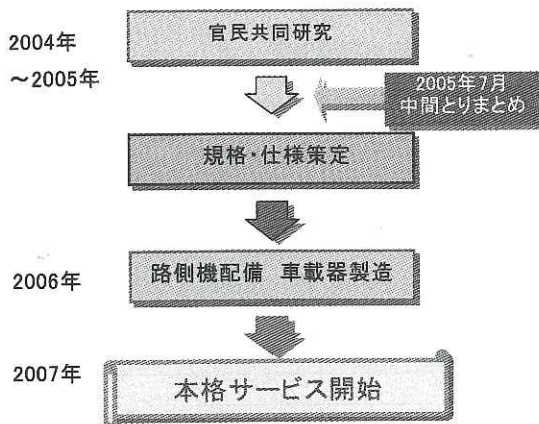 2004年
～2005年
官民共同研究
2005年7月
中間とりまとめ
規格・仕様策定
2006年
路側機配備 車載器製造
2007年
本格サービス開始